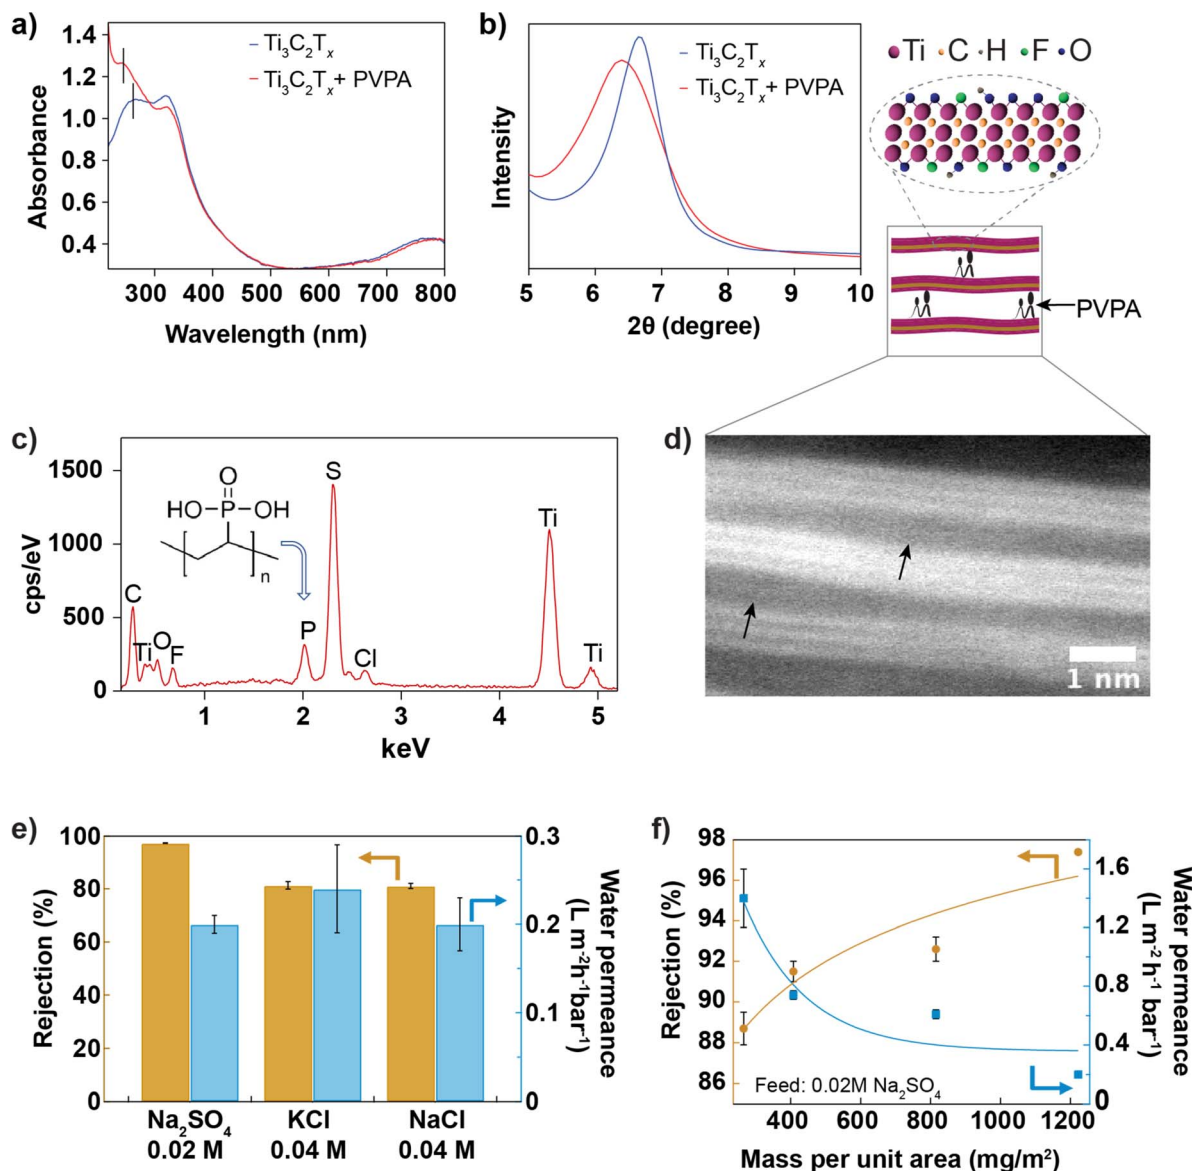 a)
Absorbance
1.4
1.2
1.0
0.8
0.6
0.4
Ti₃C₂Tₓ
Ti₃C₂Tₓ + PVPA
300 400 500 600 700 800
Wavelength (nm)
b)
Intensity
Ti₃C₂Tₓ
Ti₃C₂Tₓ + PVPA
5 6 7 8 9 10
2θ (degree)
Ti C H F O
PVPA
c)
cps/eV
1500
1000
500
0
O
HO P OH
n
C
Ti
O
F
P
S
Cl
Ti
Ti
1 2 3 4 5
keV
d)
1 nm
e)
Rejection (%)
100
80
60
40
20
0
0.3
0.2
0.1
0
Water permeance
(L m⁻²h⁻¹bar⁻¹)
Na₂SO₄ KCl NaCl
0.02 M 0.04 M 0.04 M
f)
Rejection (%)
98
96
94
92
91
90
88
85
1.6
1.2
0.8
0.4
0
Water permeance
(L m⁻² h⁻¹ bar⁻¹)
Feed: 0.02M Na₂SO₄
400 600 800 1000 1200
Mass per unit area (mg/m²)